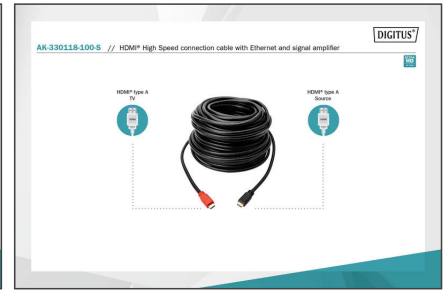 DIGITUS®
AK-330118-100-S // HDMI® High Speed connection cable with Ethernet and signal amplifier
HDMI® type A
TV
HDMI® type A
Source